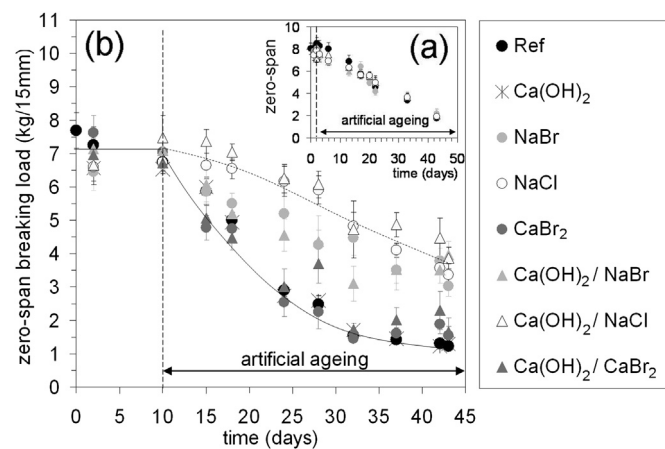 (b)
zero-span breaking load (kg/15mm)
11
10
9
8
7
6
5
4
3
2
1
0
0 5 10 15 20 25 30 35 40 45
time (days)
artificial ageing
(a)
zero-span
10
8
6
4
2
0
0 10 20 30 40 50
time (days)
artificial ageing
Ref
Ca(OH)₂
NaBr
NaCl
CaBr₂
Ca(OH)₂ / NaBr
Ca(OH)₂ / NaCl
Ca(OH)₂ / CaBr₂